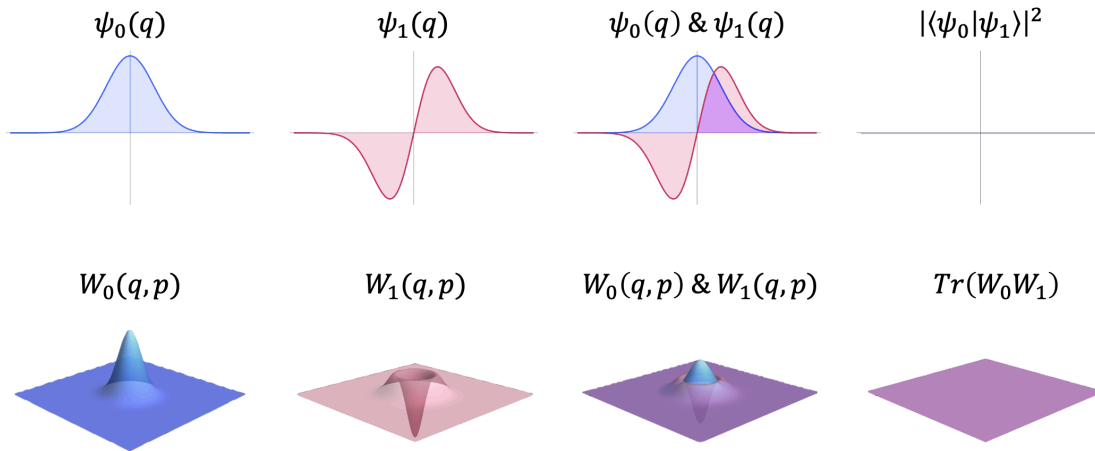 ψ₀(q)
ψ₁(q)
ψ₀(q) & ψ₁(q)
|⟨ψ₀|ψ₁⟩|²
W₀(q,p)
W₁(q,p)
W₀(q,p) & W₁(q,p)
Tr(W₀W₁)